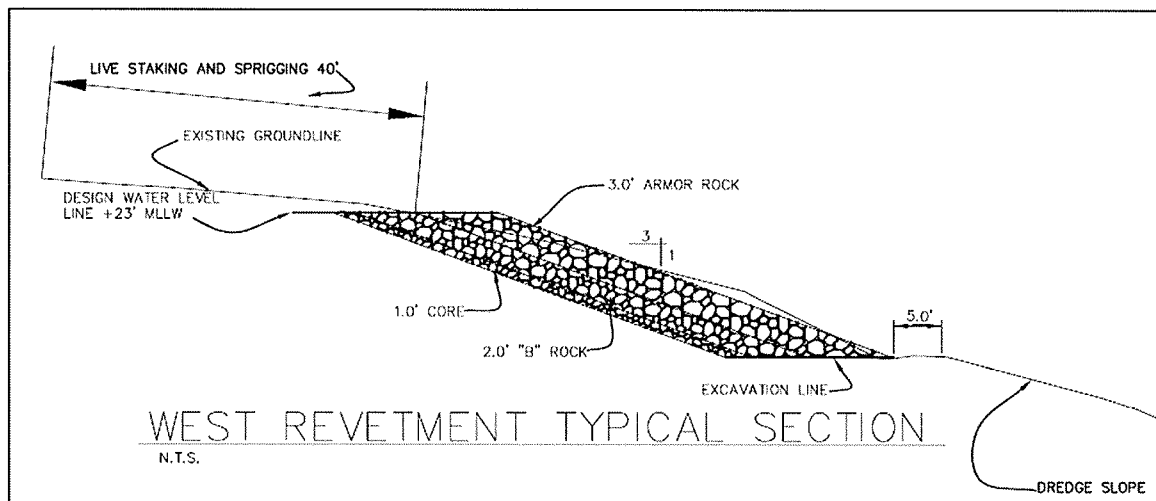 LIVE STAKING AND SPRIGGING 40'
EXISTING GROUNDLINE
DESIGN WATER LEVEL
LINE +23' MLLW
3.0' ARMOR ROCK
3
1
1.0' CORE
2.0' "B" ROCK
5.0'
EXCAVATION LINE
WEST REVETMENT TYPICAL SECTION
N.T.S.
DREDGE SLOPE